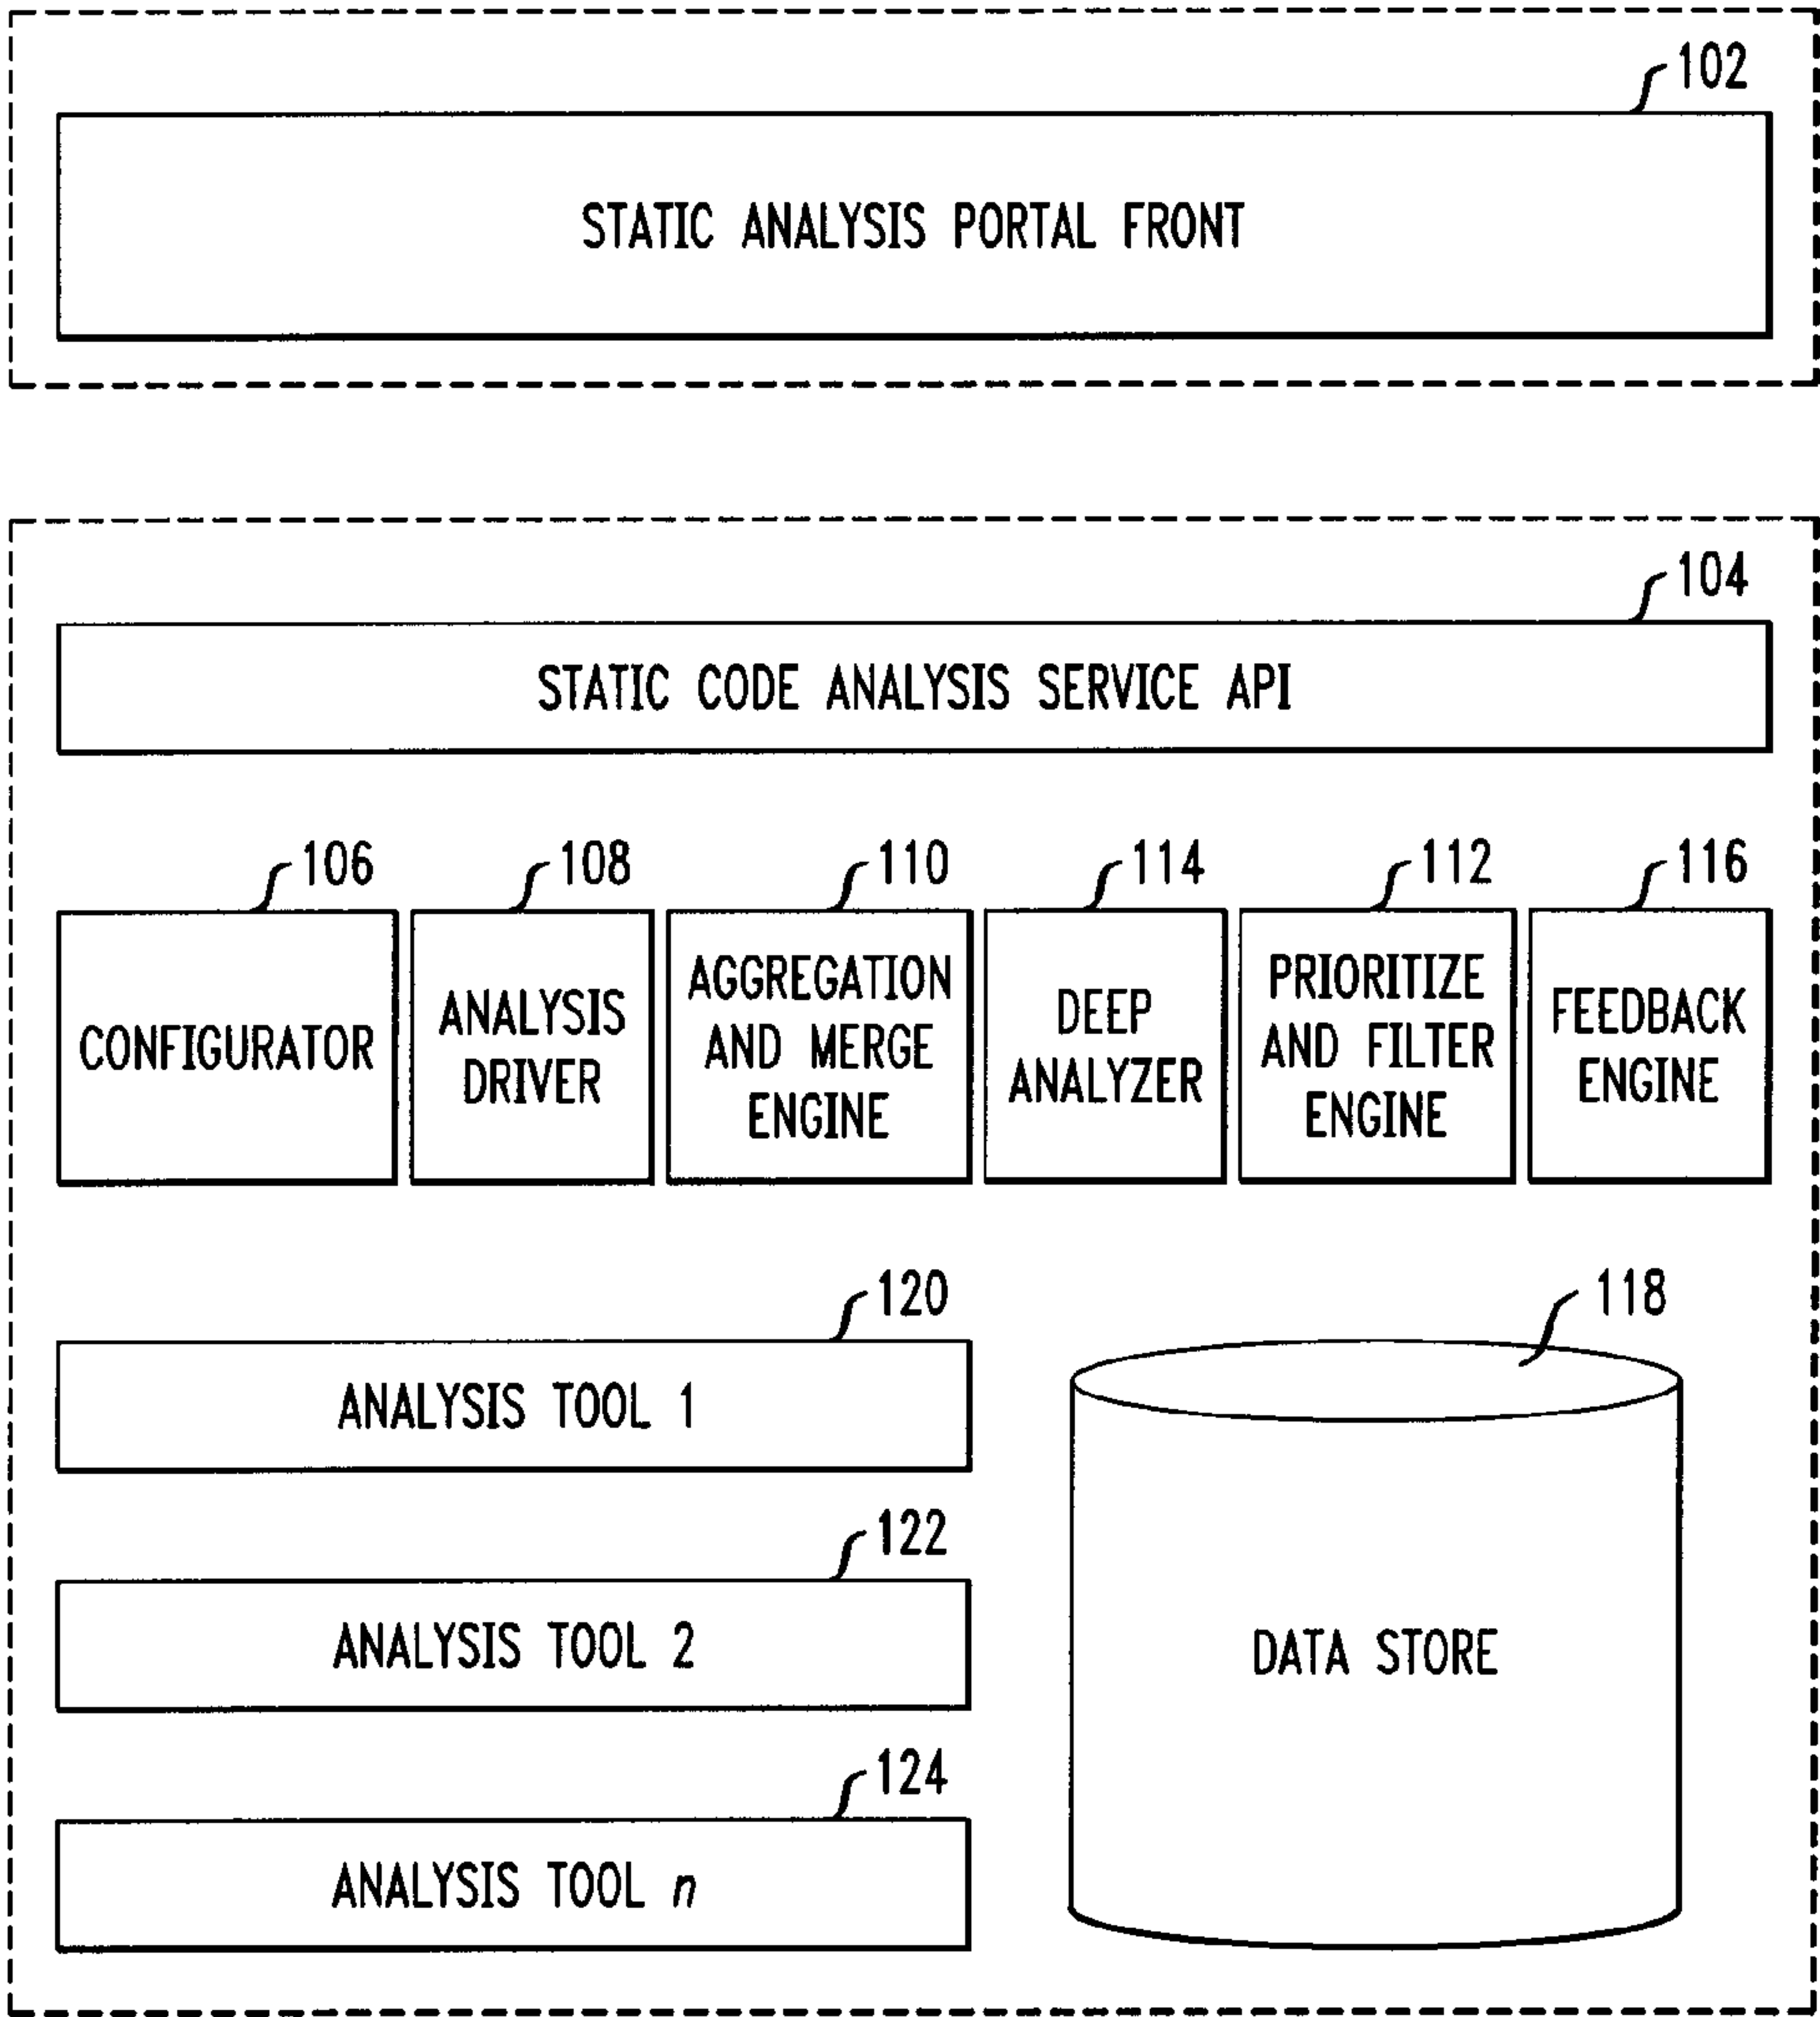 102
STATIC ANALYSIS PORTAL FRONT
104
STATIC CODE ANALYSIS SERVICE API
106
CONFIGURATOR
108
ANALYSIS
DRIVER
110
AGGREGATION
AND MERGE
ENGINE
114
DEEP
ANALYZER
112
PRIORITIZE
AND FILTER
ENGINE
116
FEEDBACK
ENGINE
120
ANALYSIS TOOL 1
122
ANALYSIS TOOL 2
124
ANALYSIS TOOL n
118
DATA STORE